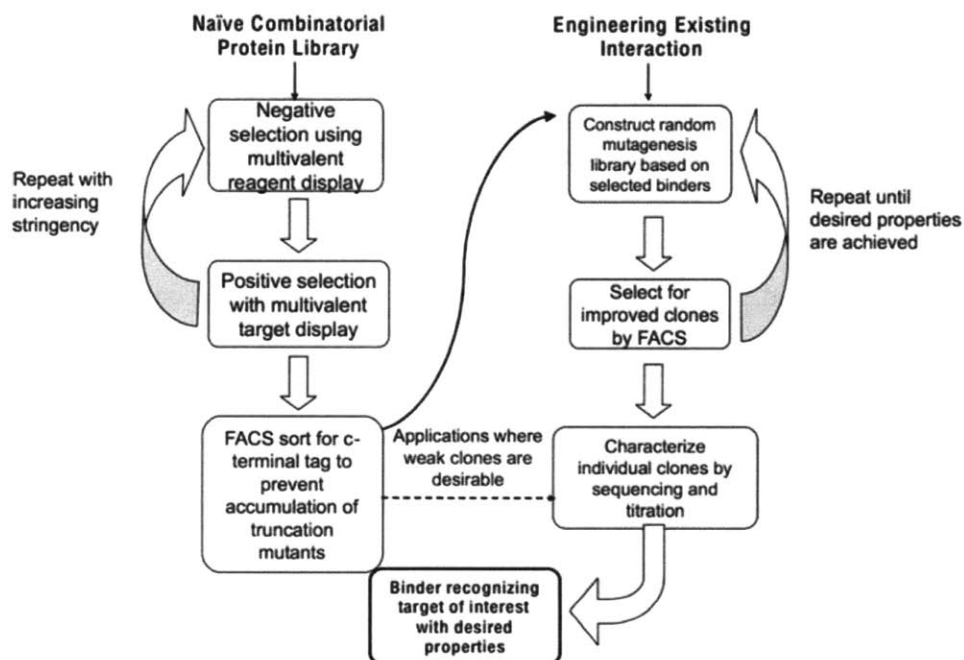 Naïve Combinatorial
Protein Library
Negative
selection using
multivalent
reagent display
Repeat with
increasing
stringency
Positive selection
with multivalent
target display
FACS sort for c-
terminal tag to
prevent
accumulation of
truncation
mutants
Applications where
weak clones are
desirable
Engineering Existing
Interaction
Construct random
mutagenesis
library based on
selected binders
Repeat until
desired properties
are achieved
Select for
improved clones
by FACS
Characterize
individual clones by
sequencing and
titration
Binder recognizing
target of interest
with desired
properties